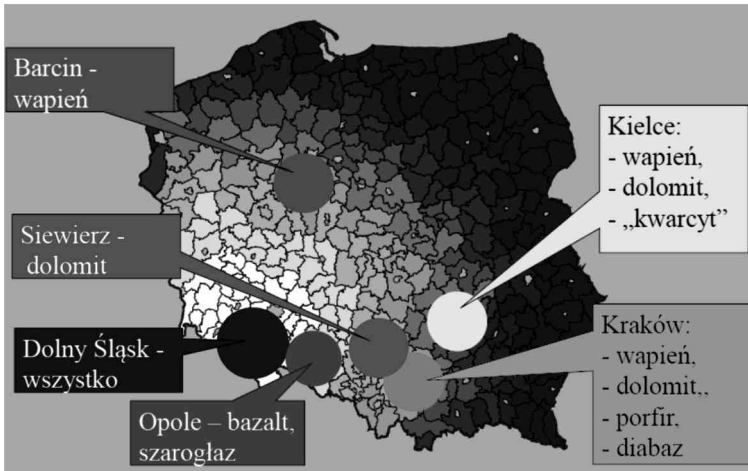 Barcin -
wapień
Kielce:
- wapień,
- dolomit,
- „kwarcyt”
Siewierz -
dolomit
Dolny Śląsk -
wszystko
Opole – bazalt,
szarogłaz
Kraków:
- wapień,
- dolomit,,
- porfir,
- diabaz